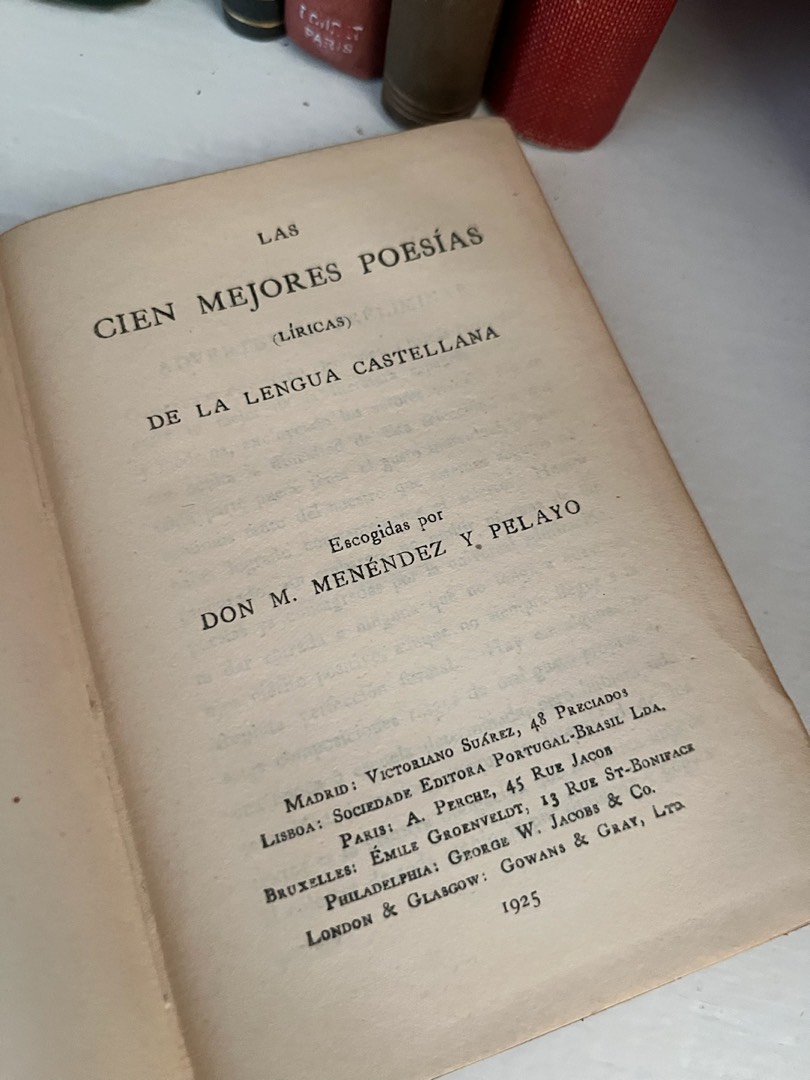 PARIS
LAS
CIEN MEJORES POESÍAS
(LÍRICAS)
DE LA LENGUA CASTELLANA
Escogidas por
DON M. MENÉNDEZ Y PELAYO
MADRID: VICTORIANO SUÁREZ, 48 PRECIADOS
LISBOA: SOCIEDADE EDITORA PORTUGAL-BRASIL LDA.
PARIS: A. PERCHE, 45 RUE JACOB
BRUXELLES: ÉMILE GROENVELDT, 13 RUE ST-BONIFACE
PHILADELPHIA: GEORGE W. JACOBS & CO.
LONDON & GLASGOW: GOWANS & GRAY, LTD
1925